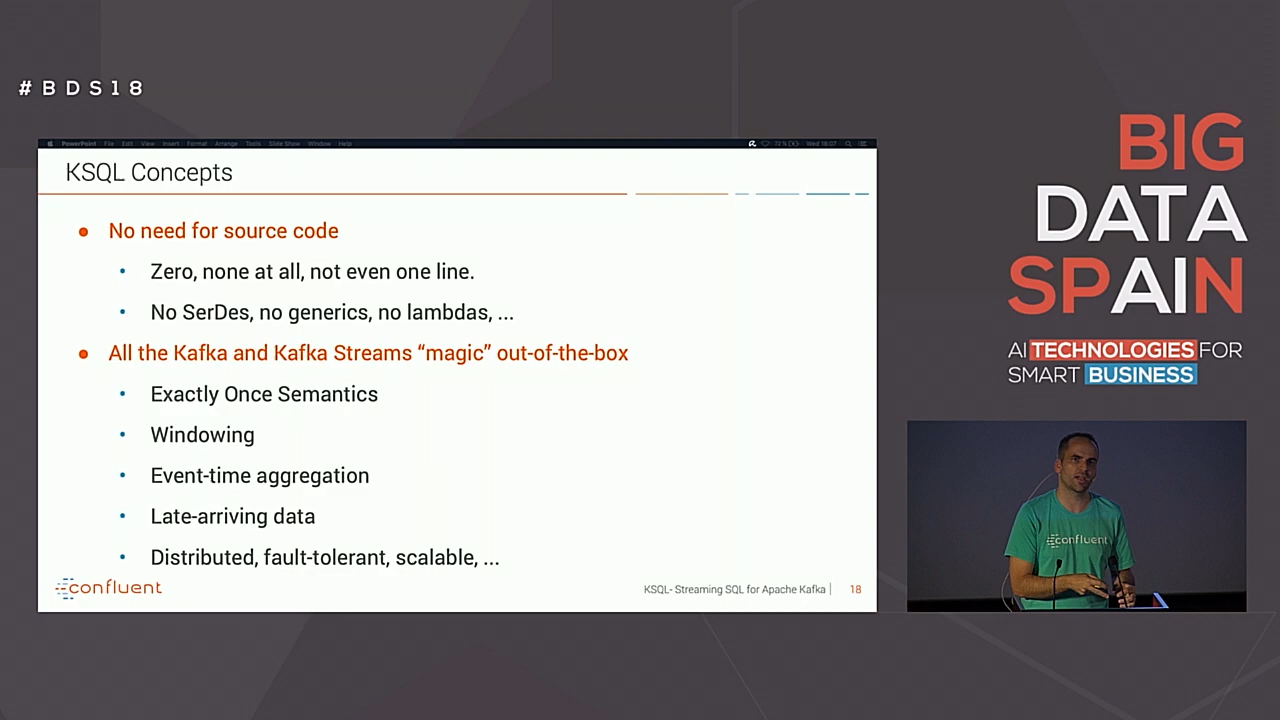 #BDS18
PowerPoint File Edit View Insert Format Arrange Tools Slide Show Window Help
72 % Wed 18:07
KSQL Concepts
No need for source code
Zero, none at all, not even one line.
No SerDes, no generics, no lambdas, ...
All the Kafka and Kafka Streams “magic” out-of-the-box
Exactly Once Semantics
Windowing
Event-time aggregation
Late-arriving data
Distributed, fault-tolerant, scalable, ...
confluent
KSQL- Streaming SQL for Apache Kafka | 18
BIG
DATA
SPAIN
AI TECHNOLOGIES FOR
SMART BUSINESS
confluent